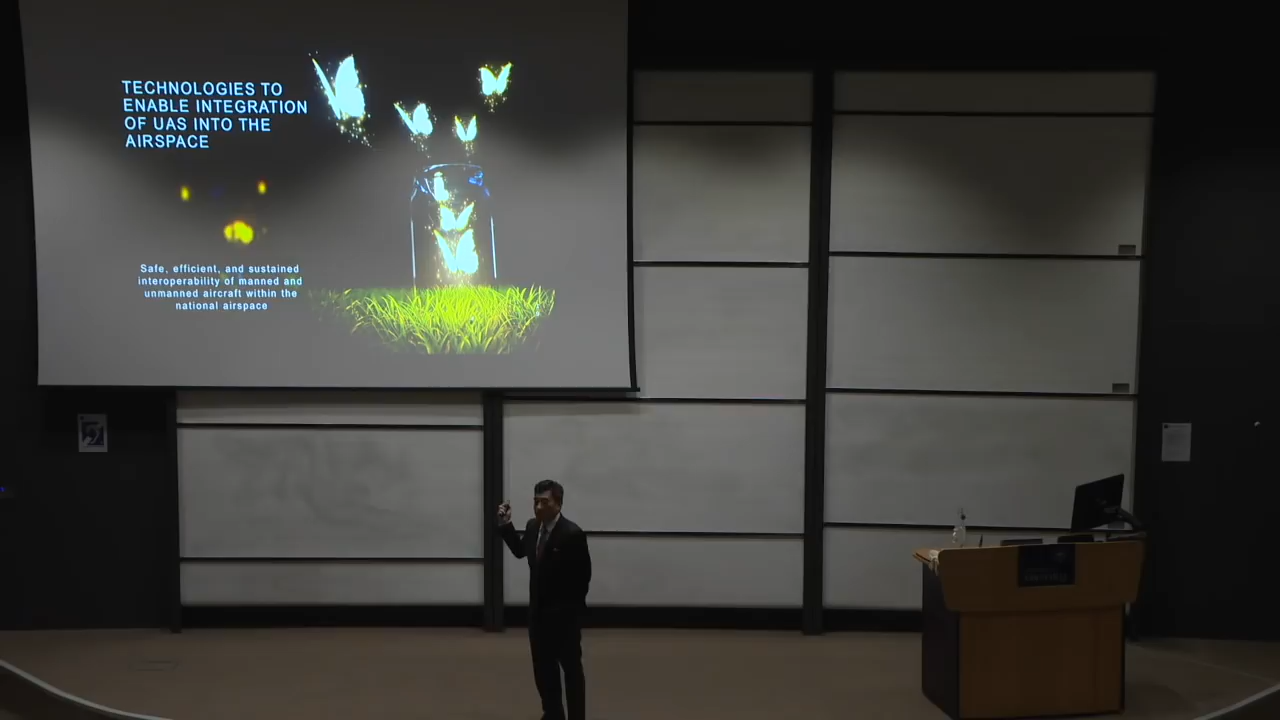 TECHNOLOGIES TO
ENABLE INTEGRATION
OF UAS INTO THE
AIRSPACE
Safe, efficient, and sustained
interoperability of manned and
unmanned aircraft within the
national airspace